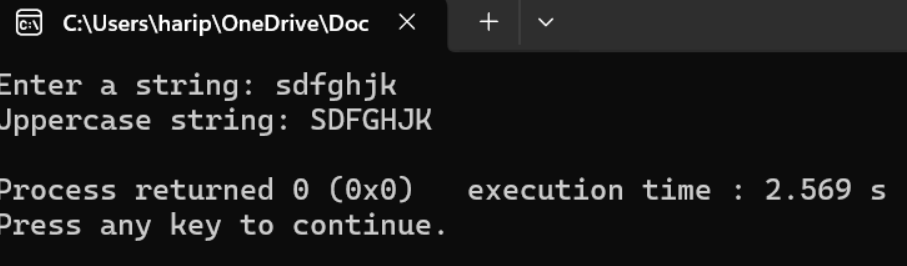 C:\Users\harip\OneDrive\Doc
Enter a string: sdfghjk
Uppercase string: SDFGHJK
Process returned 0 (0x0)   execution time : 2.569 s
Press any key to continue.